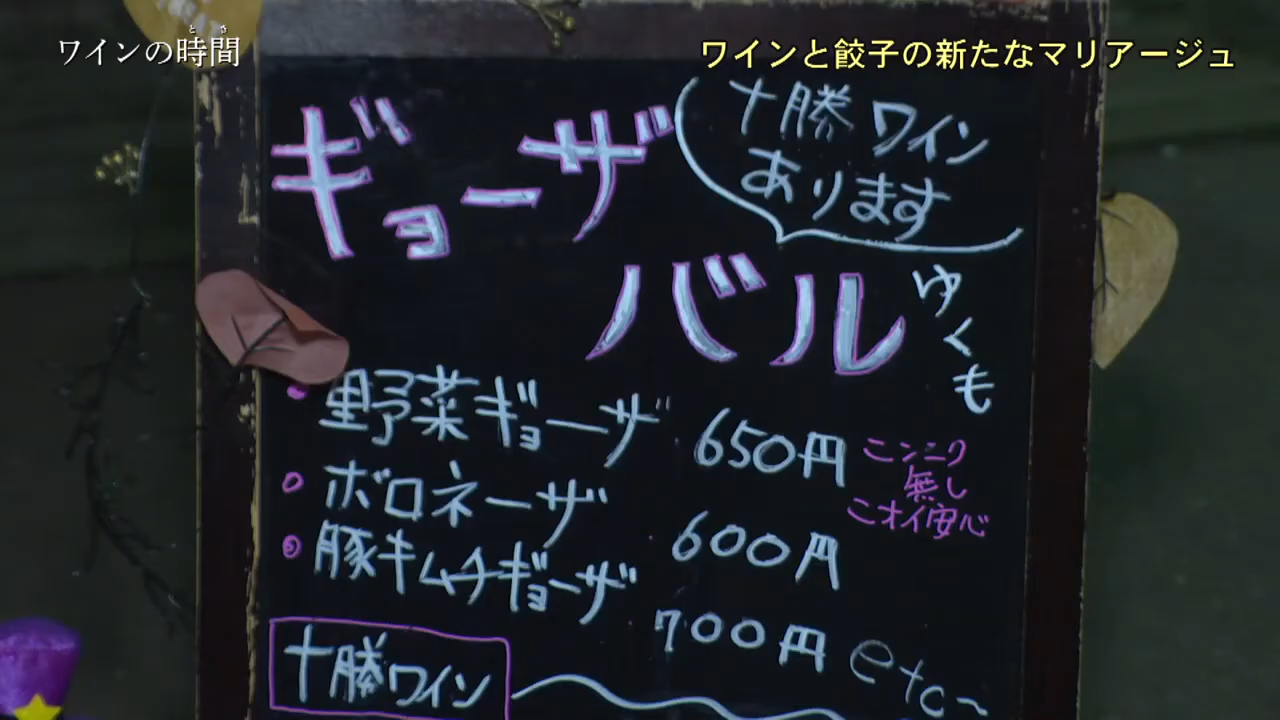 ワインの時間
とき
ワインと餃子の新たなマリアージュ
十勝ワイン
あります
ギョーザ
バル
ゆくも
・野菜ギョーザ 650円
ニンニク
無し
ニオイ安心
・ボロネーザ 600円
・豚キムチギョーザ 700円 etc~
十勝ワイン